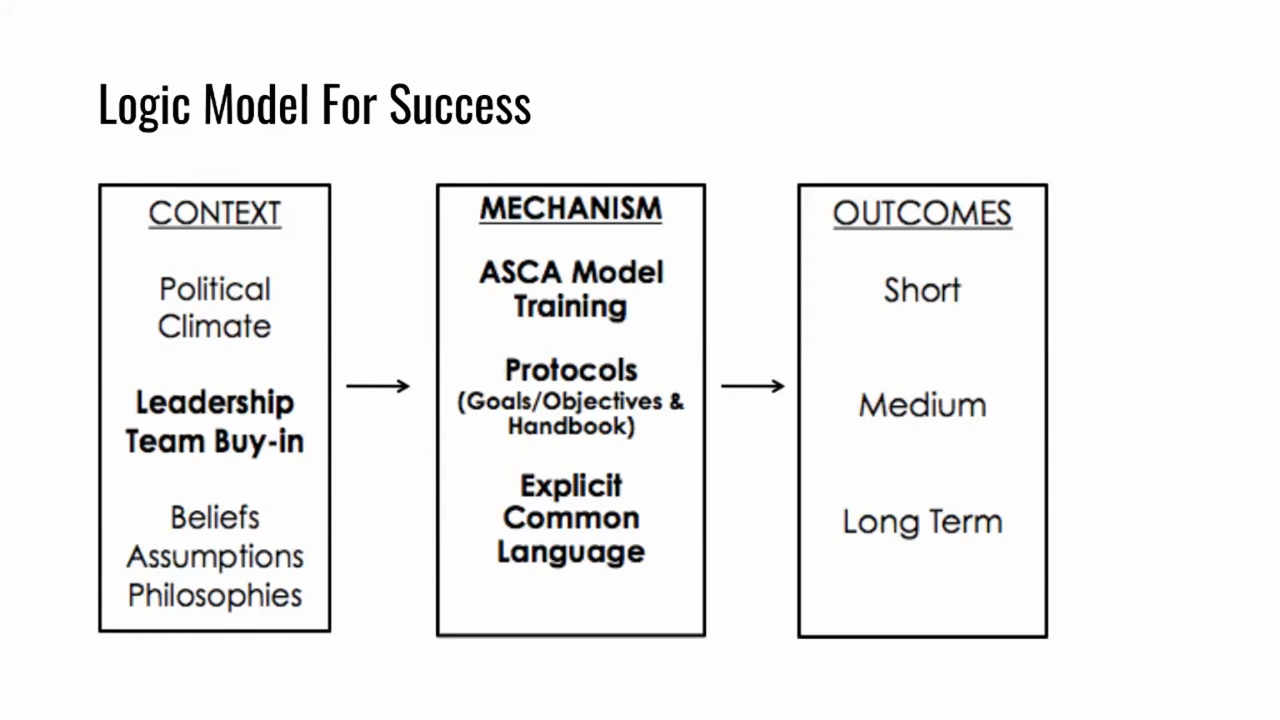 Logic Model For Success
CONTEXT
Political
Climate
Leadership
Team Buy-in
Beliefs
Assumptions
Philosophies
MECHANISM
ASCA Model
Training
Protocols
(Goals/Objectives &
Handbook)
Explicit
Common
Language
OUTCOMES
Short
Medium
Long Term